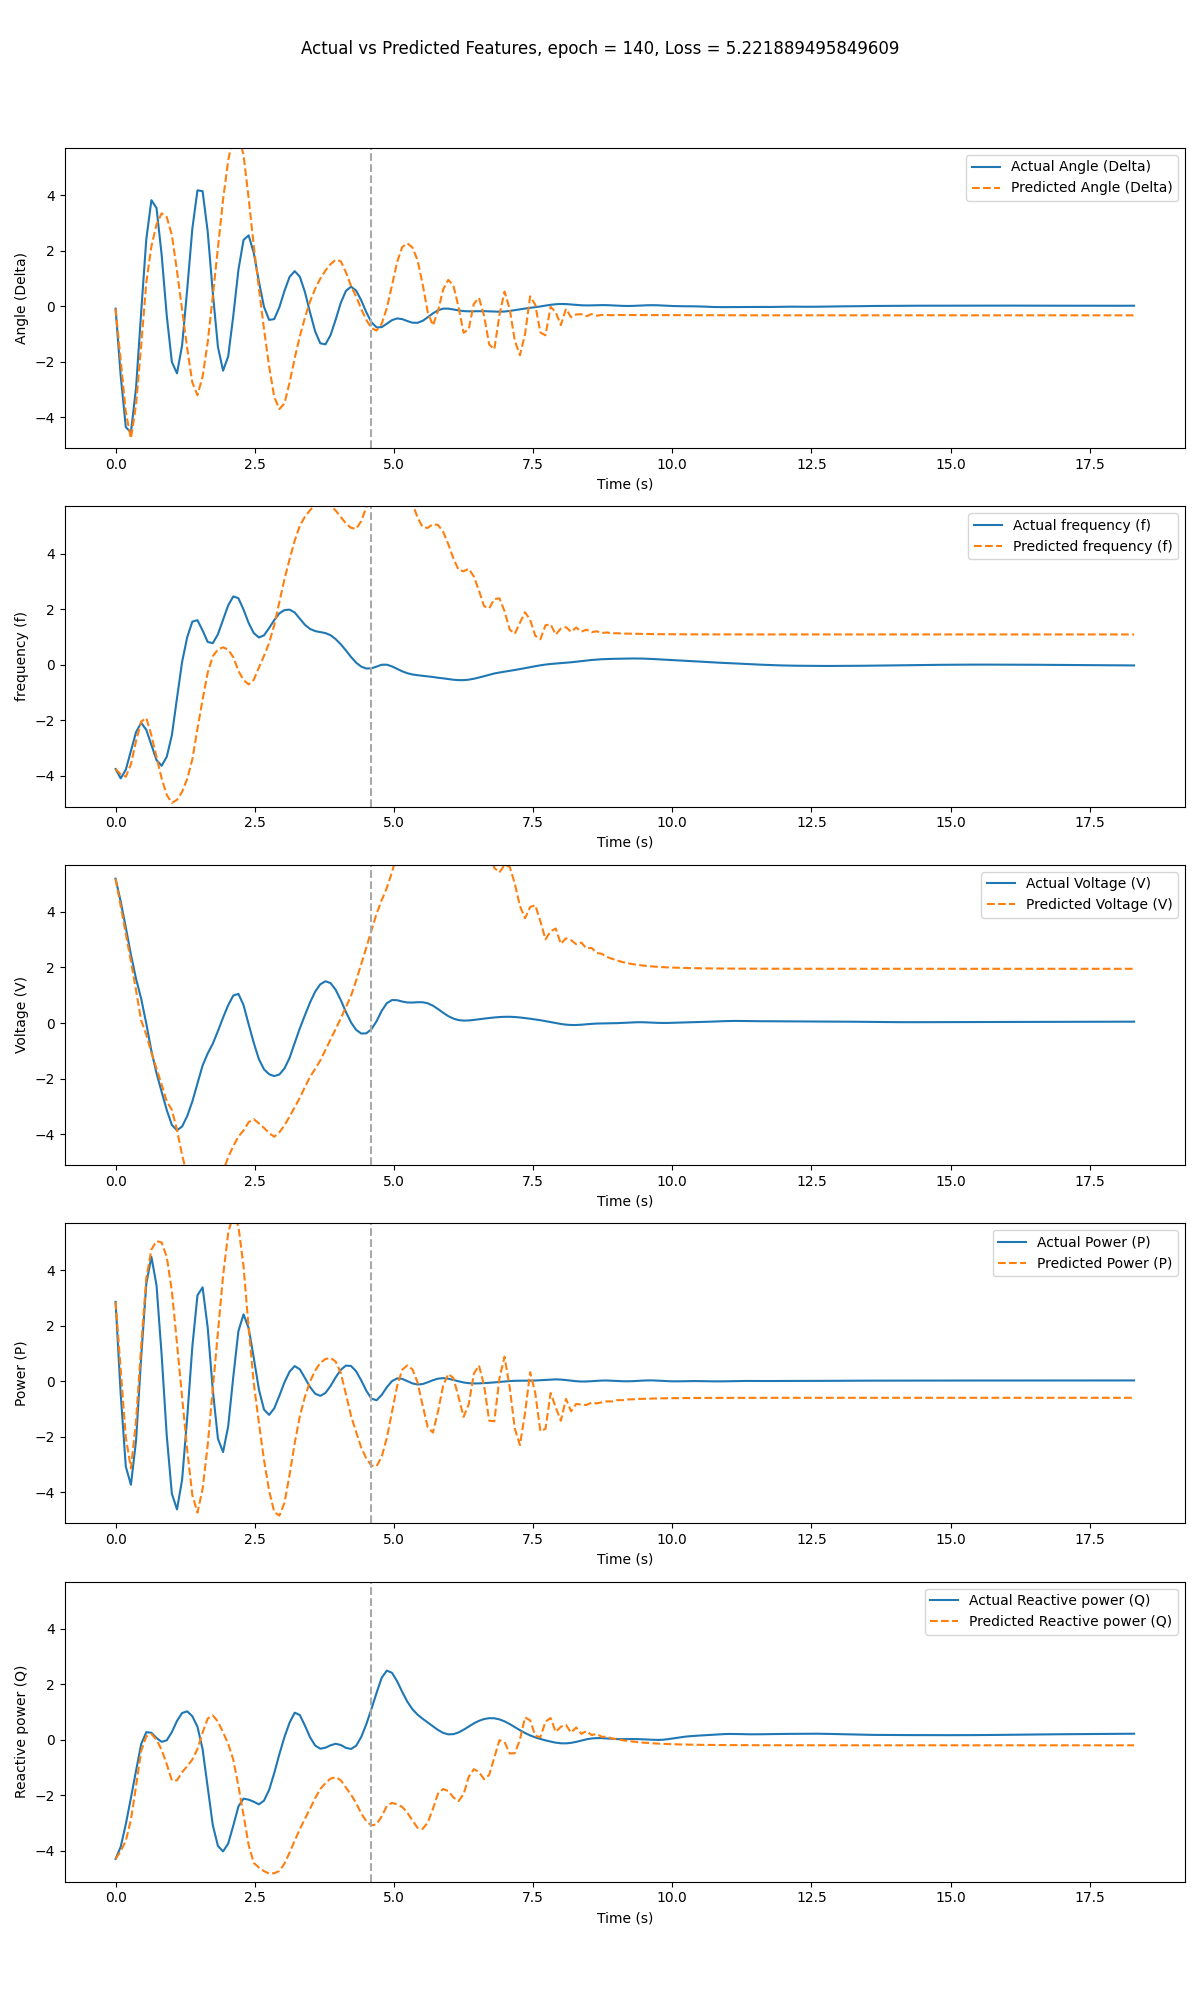 Actual vs Predicted Features, epoch = 140, Loss = 5.221889495849609
Actual Angle (Delta)
Predicted Angle (Delta)
Angle (Delta)
4
2
0
−2
−4
0.0 2.5 5.0 7.5 10.0 12.5 15.0 17.5
Time (s)
Actual frequency (f)
Predicted frequency (f)
frequency (f)
4
2
0
−2
−4
0.0 2.5 5.0 7.5 10.0 12.5 15.0 17.5
Time (s)
Actual Voltage (V)
Predicted Voltage (V)
Voltage (V)
4
2
0
−2
−4
0.0 2.5 5.0 7.5 10.0 12.5 15.0 17.5
Time (s)
Actual Power (P)
Predicted Power (P)
Power (P)
4
2
0
−2
−4
0.0 2.5 5.0 7.5 10.0 12.5 15.0 17.5
Time (s)
Actual Reactive power (Q)
Predicted Reactive power (Q)
Reactive power (Q)
4
2
0
−2
−4
0.0 2.5 5.0 7.5 10.0 12.5 15.0 17.5
Time (s)